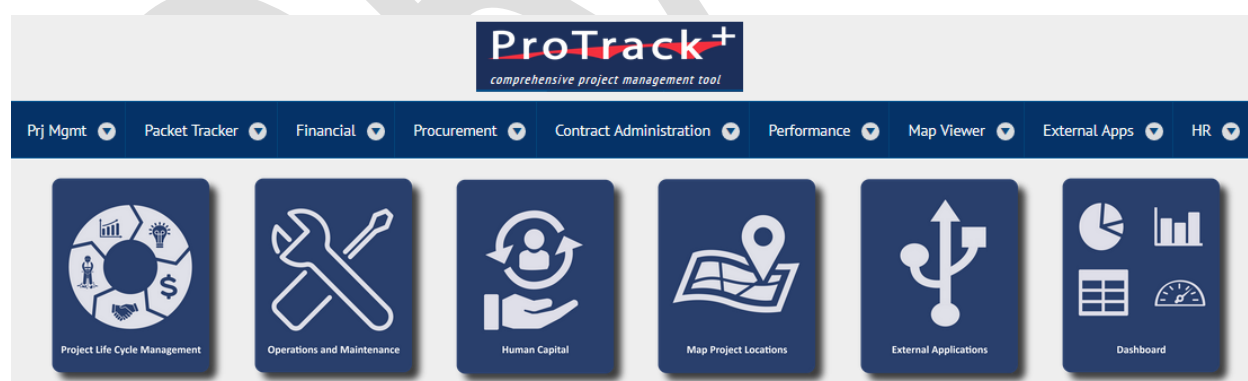 ProTrack+
comprehensive project management tool
Prj Mgmt Packet Tracker Financial Procurement Contract Administration Performance Map Viewer External Apps HR
Project Life Cycle Management Operations and Maintenance Human Capital Map Project Locations External Applications Dashboard